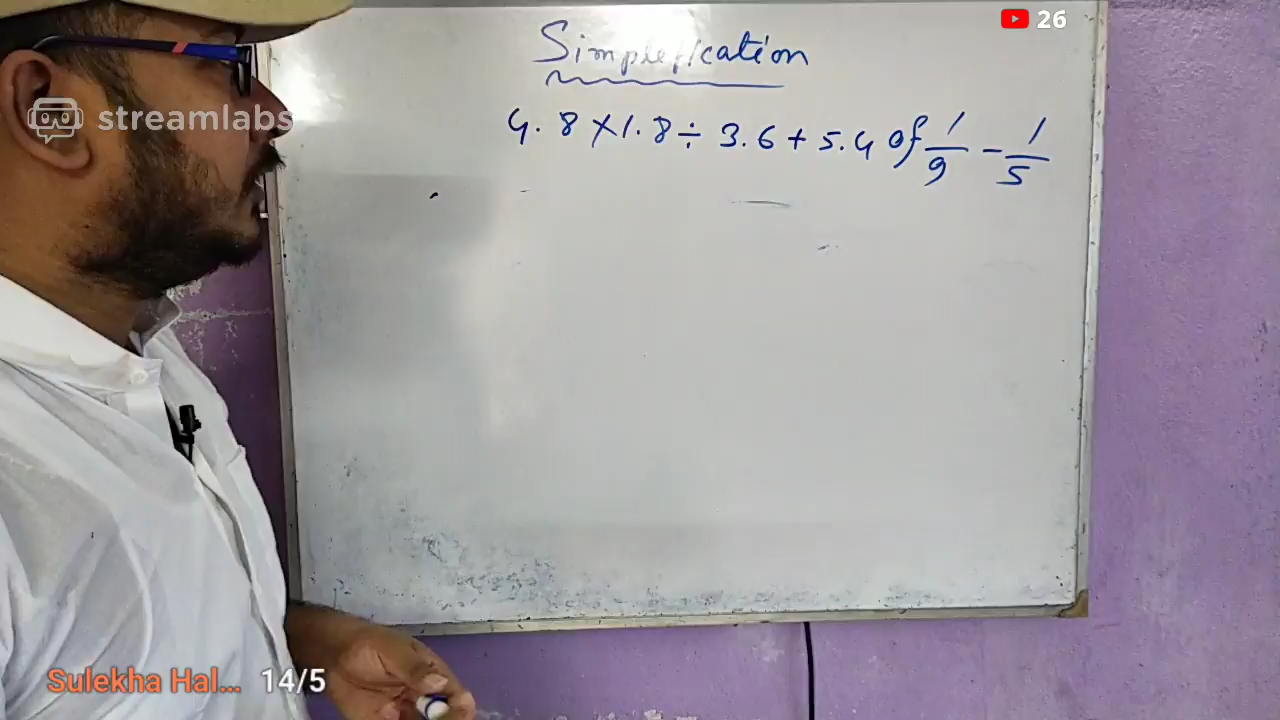 26
Simplification
4.8 × 1.8 ÷ 3.6 + 5.4 of 1/9 - 1/5
streamlabs
Sulekha Hal... 14/5